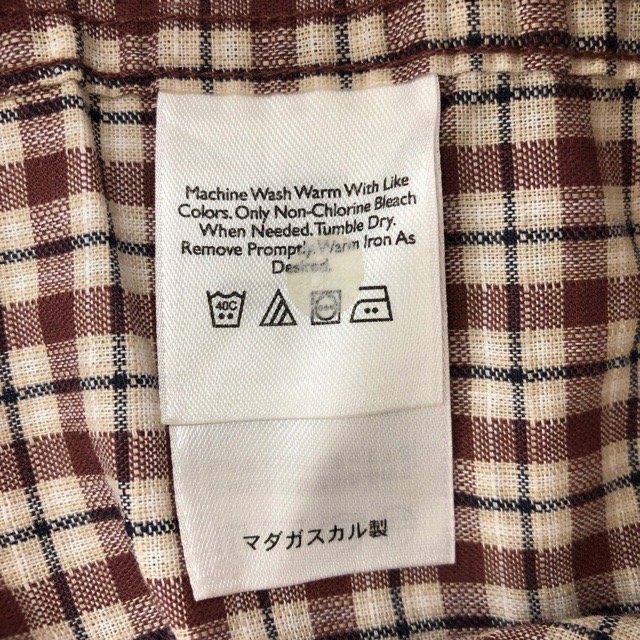 Machine Wash Warm With Like
Colors. Only Non-Chlorine Bleach
When Needed. Tumble Dry.
Remove Promptly. Warm Iron As
Desired.
40C
マダガスカル製